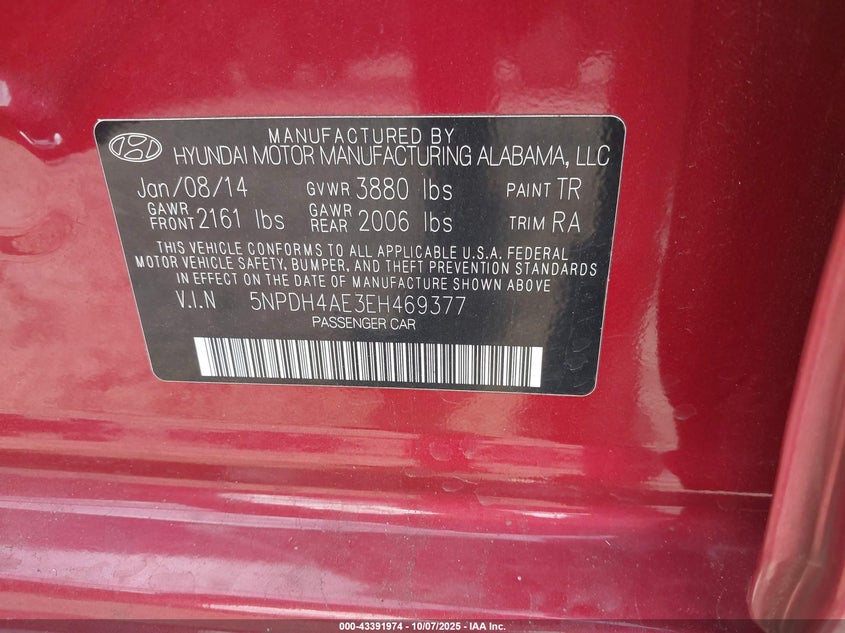 MANUFACTURED BY
HYUNDAI MOTOR MANUFACTURING ALABAMA, LLC
Jan/08/14 GVWR 3880 lbs PAINT TR
GAWR FRONT 2161 lbs GAWR REAR 2006 lbs TRIM RA
THIS VEHICLE CONFORMS TO ALL APPLICABLE U.S.A. FEDERAL
MOTOR VEHICLE SAFETY, BUMPER, AND THEFT PREVENTION STANDARDS
IN EFFECT ON THE DATE OF MANUFACTURE SHOWN ABOVE
V.I.N 5NPDH4AE3EH469377
PASSENGER CAR
000-43391974 | 10/07/2025 - IAA Inc.